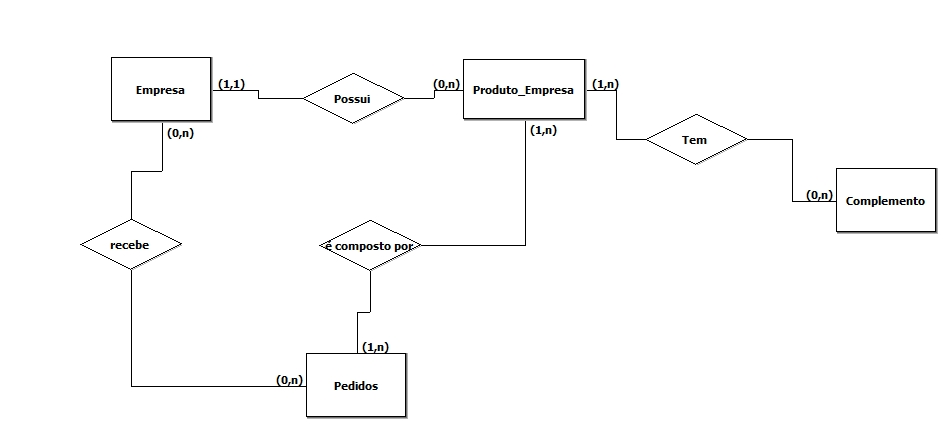 Empresa
(1,1)
Possui
(0,n)
Produto_Empresa
(1,n)
(0,n)
(1,n)
Tem
(0,n)
Complemento
recebe
é composto por
(1,n)
(0,n)
Pedidos